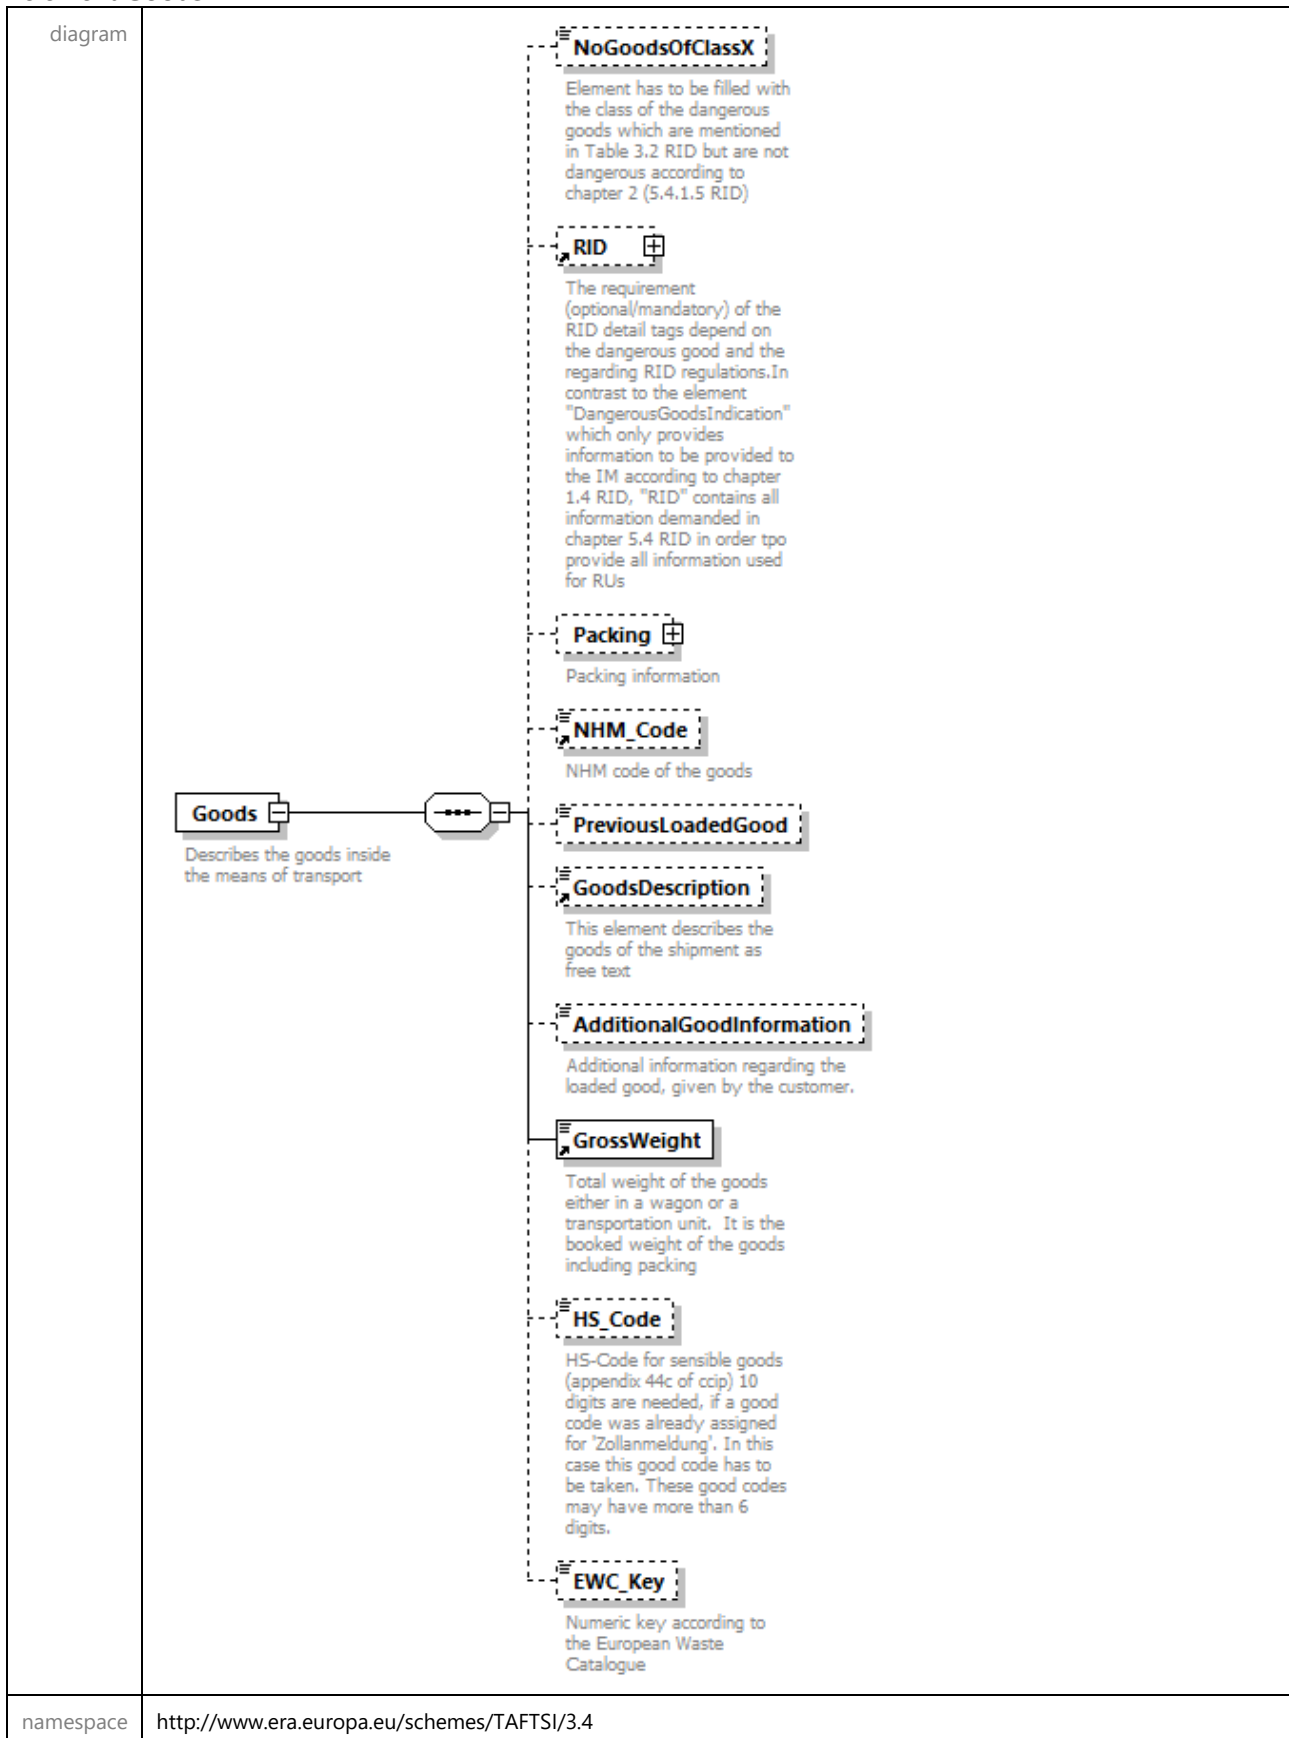 diagram
NoGoodsOfClassX
Element has to be filled with
the class of the dangerous
goods which are mentioned
in Table 3.2 RID but are not
dangerous according to
chapter 2 (5.4.1.5 RID)
RID
The requirement
(optional/mandatory) of the
RID detail tags depend on
the dangerous good and the
regarding RID regulations.In
contrast to the element
"DangerousGoodsIndication"
which only provides
information to be provided to
the IM according to chapter
1.4 RID, "RID" contains all
information demanded in
chapter 5.4 RID in order tpo
provide all information used
for RUs
Packing
Packing information
NHM_Code
NHM code of the goods
Goods
Describes the goods inside
the means of transport
PreviousLoadedGood
GoodsDescription
This element describes the
goods of the shipment as
free text
AdditionalGoodInformation
Additional information regarding the
loaded good, given by the customer.
GrossWeight
Total weight of the goods
either in a wagon or a
transportation unit.  It is the
booked weight of the goods
including packing
HS_Code
HS-Code for sensible goods
(appendix 44c of ccip) 10
digits are needed, if a good
code was already assigned
for 'Zollanmeldung'. In this
case this good code has to
be taken. These good codes
may have more than 6
digits.
EWC_Key
Numeric key according to
the European Waste
Catalogue
namespace
http://www.era.europa.eu/schemes/TAFTSI/3.4